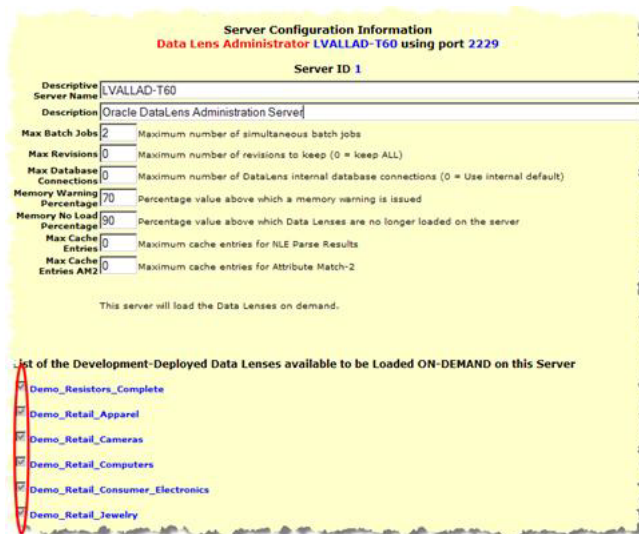 Server Configuration Information
Data Lens Administrator LVALLAD-T60 using port 2229
Server ID 1
Descriptive Server Name LVALLAD-T60
Description Oracle DataLens Administration Server
Max Batch Jobs 2 Maximum number of simultaneous batch jobs
Max Revisions 0 Maximum number of revisions to keep (0 = keep ALL)
Max Database Connections 0 Maximum number of DataLens internal database connections (0 = Use internal default)
Memory Warning Percentage 70 Percentage value above which a memory warning is issued
Memory No Load Percentage 90 Percentage value above which Data Lenses are no longer loaded on the server
Max Cache Entries 0 Maximum cache entries for NLE Parse Results
Max Cache Entries AM2 0 Maximum cache entries for Attribute Match-2
This server will load the Data Lenses on demand.
List of the Development-Deployed Data Lenses available to be Loaded ON-DEMAND on this Server
Demo_Resistors_Complete
Demo_Retail_Apparel
Demo_Retail_Cameras
Demo_Retail_Computers
Demo_Retail_Consumer_Electronics
Demo_Retail_Jewelry